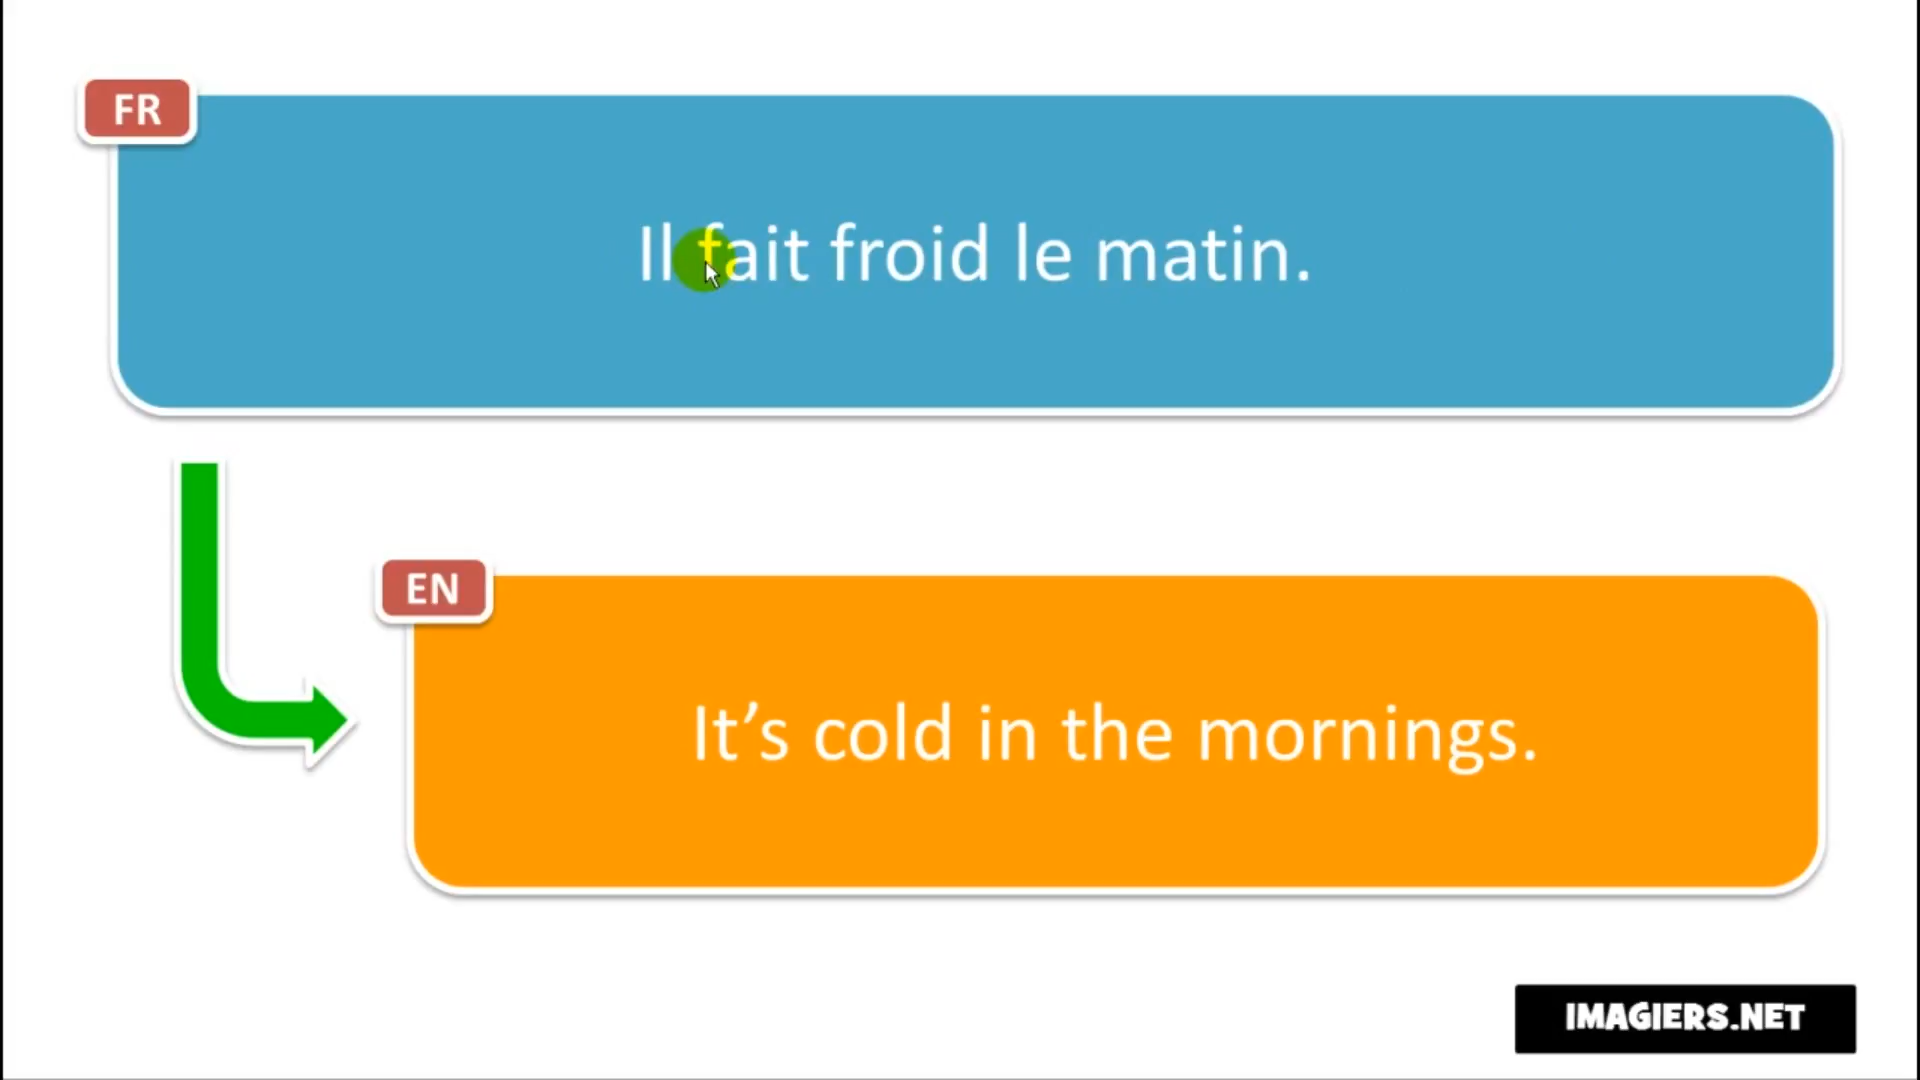 FR
Il fait froid le matin.
EN
It’s cold in the mornings.
IMAGIERS.NET